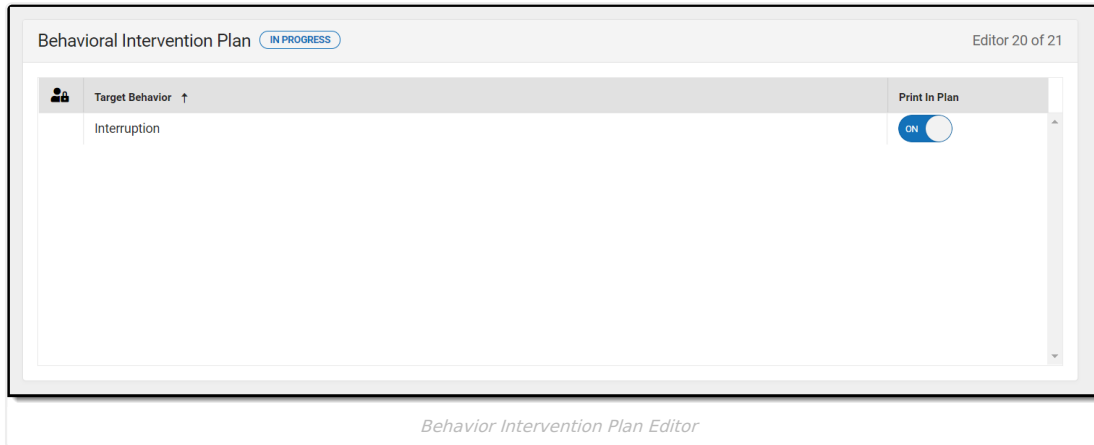 Behavioral Intervention Plan IN PROGRESS Editor 20 of 21
Target Behavior ↑ Print In Plan
Interruption ON
Behavior Intervention Plan Editor